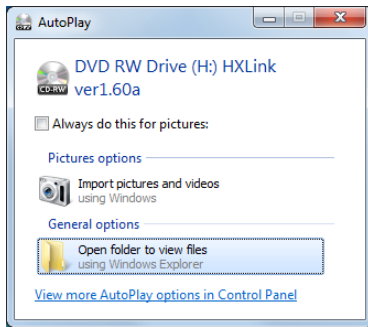 AutoPlay
DVD RW Drive (H:) HXLink
ver1.60a
CD-RW
Always do this for pictures:
Pictures options
Import pictures and videos
using Windows
General options
Open folder to view files
using Windows Explorer
View more AutoPlay options in Control Panel